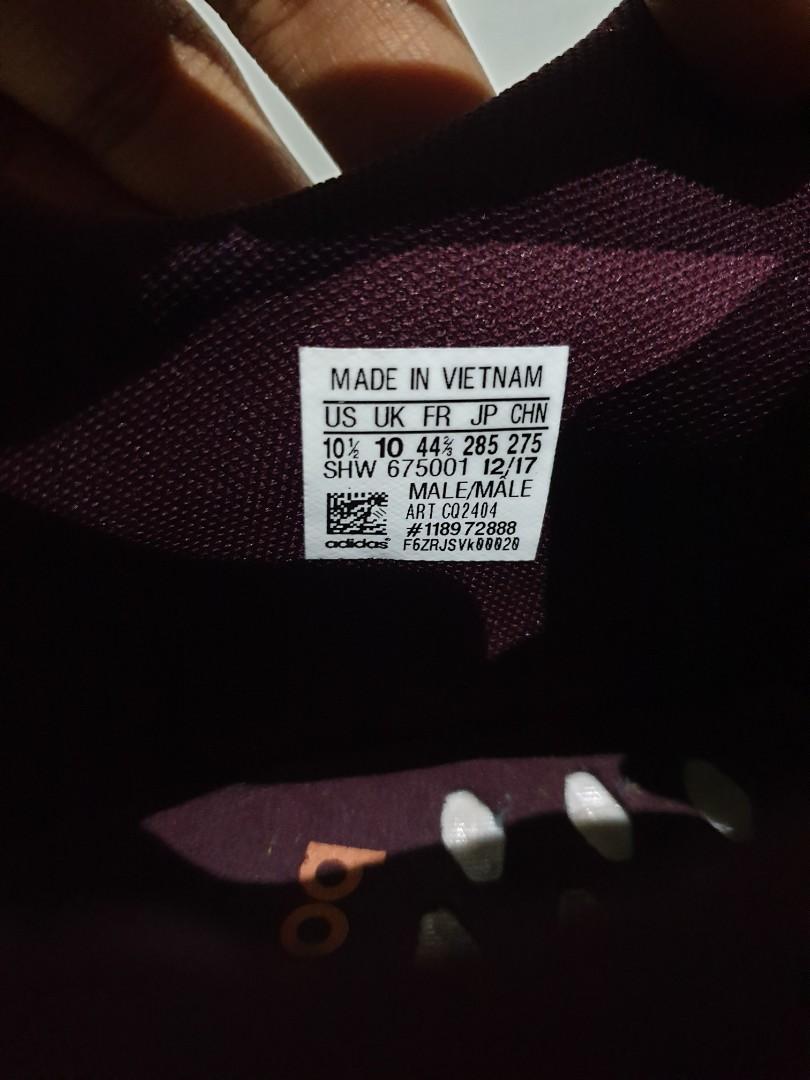 MADE IN VIETNAM
US UK FR JP CHN
10½ 10 44⅔ 285 275
SHW 675001 12/17
MALE/MÂLE
ART CQ2404
#118972888
adidas® F6ZRJSVk00020